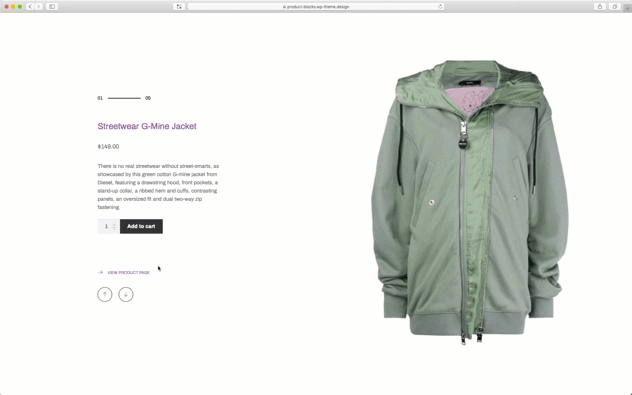 product-blocks.wp-theme.design
01 05
Streetwear G-Mine Jacket
$149.00
There is no real streetwear without street-smarts, as
showcased by this green cotton G-mine jacket from
Diesel, featuring a drawstring hood, front pockets, a
stand-up collar, a ribbed hem and cuffs, contrasting
panels, an oversized fit and dual two-way zip
fastening.
1 Add to cart
VIEW PRODUCT PAGE